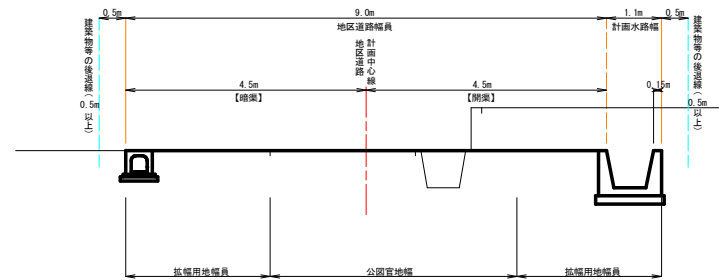 0.5m
9.0m
1.1m
0.5m
地区道路幅員
計画水路幅
建築物等の後退線(0.5m以上)
地区道路
計画中心線
建築物等の後退線(0.5m以上)
4.5m
4.5m
0.15m
【暗渠】
【開渠】
拡幅用地幅員
公図官地幅
拡幅用地幅員